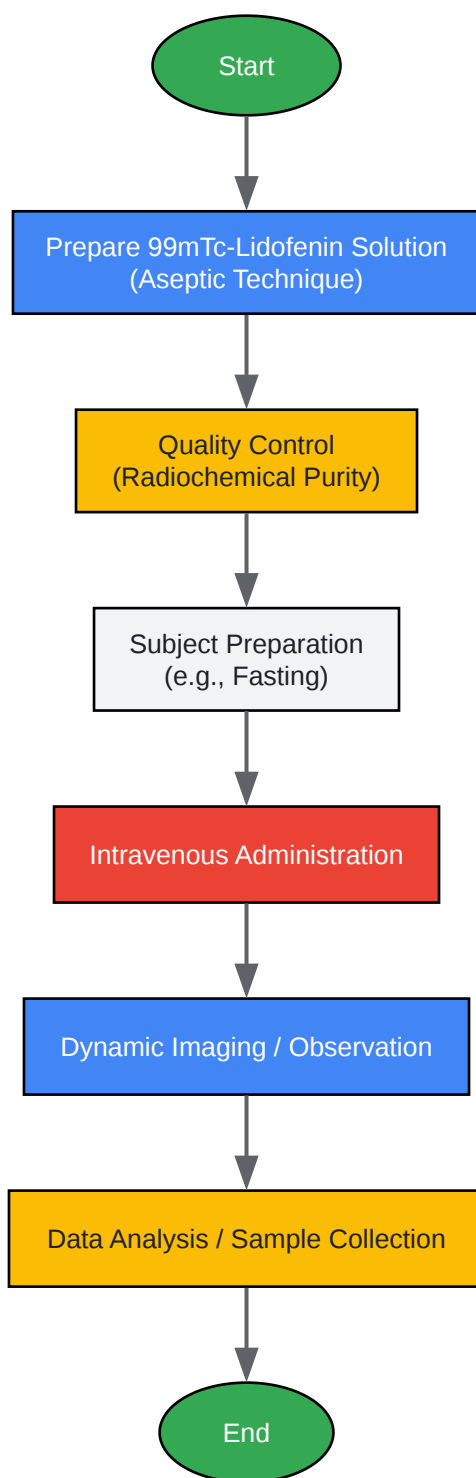 Start
Prepare 99mTc-Lidofenin Solution
(Aseptic Technique)
Quality Control
(Radiochemical Purity)
Subject Preparation
(e.g., Fasting)
Intravenous Administration
Dynamic Imaging / Observation
Data Analysis / Sample Collection
End